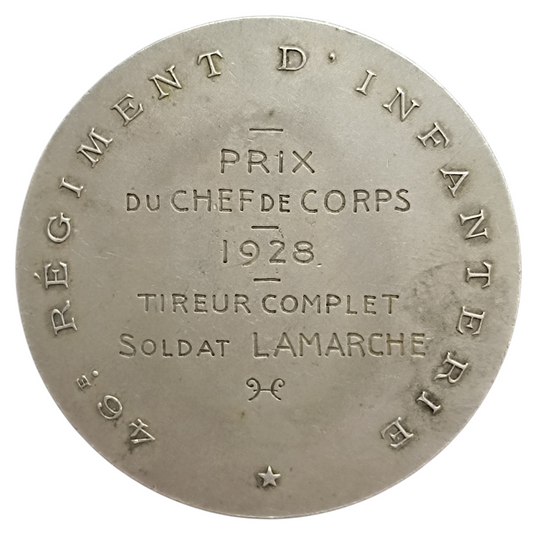 46E. RÉGIMENT D'INFANTERIE
PRIX
DU CHEF DE CORPS
1928
TIREUR COMPLET
SOLDAT LAMARCHE